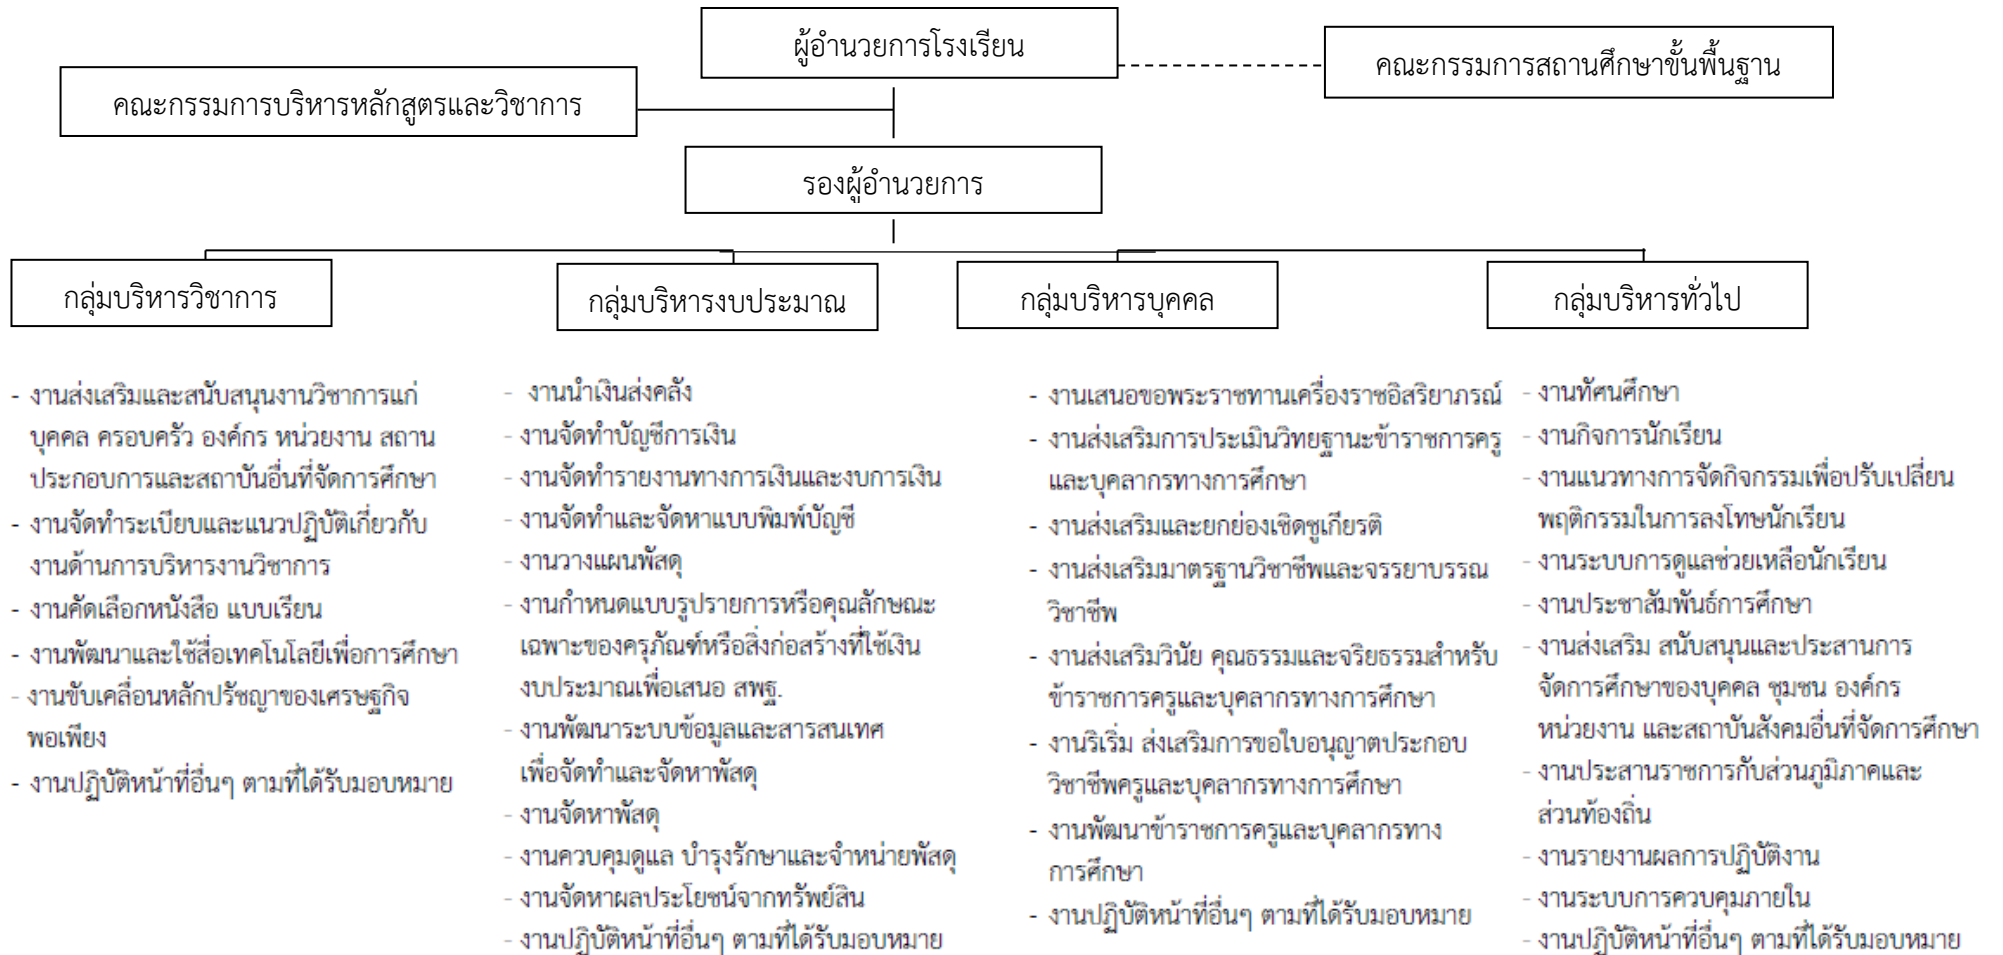 ผู้อำนวยการโรงเรียน
คณะกรรมการสถานศึกษาขั้นพื้นฐาน
คณะกรรมการบริหารหลักสูตรและวิชาการ
รองผู้อำนวยการ
กลุ่มบริหารวิชาการ
กลุ่มบริหารงบประมาณ
กลุ่มบริหารบุคคล
กลุ่มบริหารทั่วไป
- งานส่งเสริมและสนับสนุนงานวิชาการแก่
บุคคล ครอบครัว องค์กร หน่วยงาน สถาน
ประกอบการและสถาบันอื่นที่จัดการศึกษา
- งานจัดทำระเบียบและแนวปฏิบัติเกี่ยวกับ
งานด้านการบริหารงานวิชาการ
- งานคัดเลือกหนังสือ แบบเรียน
- งานพัฒนาและใช้สื่อเทคโนโลยีเพื่อการศึกษา
- งานขับเคลื่อนหลักปรัชญาของเศรษฐกิจ
พอเพียง
- งานปฏิบัติหน้าที่อื่นๆ ตามที่ได้รับมอบหมาย
- งานนำเงินส่งคลัง
- งานจัดทำบัญชีการเงิน
- งานจัดทำรายงานทางการเงินและงบการเงิน
- งานจัดทำและจัดหาแบบพิมพ์บัญชี
- งานวางแผนพัสดุ
- งานกำหนดแบบรูปรายการหรือคุณลักษณะ
เฉพาะของครุภัณฑ์หรือสิ่งก่อสร้างที่ใช้เงิน
งบประมาณเพื่อเสนอ สพฐ.
- งานพัฒนาระบบข้อมูลและสารสนเทศ
เพื่อจัดทำและจัดหาพัสดุ
- งานจัดหาพัสดุ
- งานควบคุมดูแล บำรุงรักษาและจำหน่ายพัสดุ
- งานจัดหาผลประโยชน์จากทรัพย์สิน
- งานปฏิบัติหน้าที่อื่นๆ ตามที่ได้รับมอบหมาย
- งานเสนอขอพระราชทานเครื่องราชอิสริยาภรณ์
- งานส่งเสริมการประเมินวิทยฐานะข้าราชการครู
และบุคลากรทางการศึกษา
- งานส่งเสริมและยกย่องเชิดชูเกียรติ
- งานส่งเสริมมาตรฐานวิชาชีพและจรรยาบรรณ
วิชาชีพ
- งานส่งเสริมวินัย คุณธรรมและจริยธรรมสำหรับ
ข้าราชการครูและบุคลากรทางการศึกษา
- งานริเริ่ม ส่งเสริมการขอใบอนุญาตประกอบ
วิชาชีพครูและบุคลากรทางการศึกษา
- งานพัฒนาข้าราชการครูและบุคลากรทาง
การศึกษา
- งานปฏิบัติหน้าที่อื่นๆ ตามที่ได้รับมอบหมาย
- งานทัศนศึกษา
- งานกิจการนักเรียน
- งานแนวทางการจัดกิจกรรมเพื่อปรับเปลี่ยน
พฤติกรรมในการลงโทษนักเรียน
- งานระบบการดูแลช่วยเหลือนักเรียน
- งานประชาสัมพันธ์การศึกษา
- งานส่งเสริม สนับสนุนและประสานการ
จัดการศึกษาของบุคคล ชุมชน องค์กร
หน่วยงาน และสถาบันสังคมอื่นที่จัดการศึกษา
- งานประสานราชการกับส่วนภูมิภาคและ
ส่วนท้องถิ่น
- งานรายงานผลการปฏิบัติงาน
- งานระบบการควบคุมภายใน
- งานปฏิบัติหน้าที่อื่นๆ ตามที่ได้รับมอบหมาย